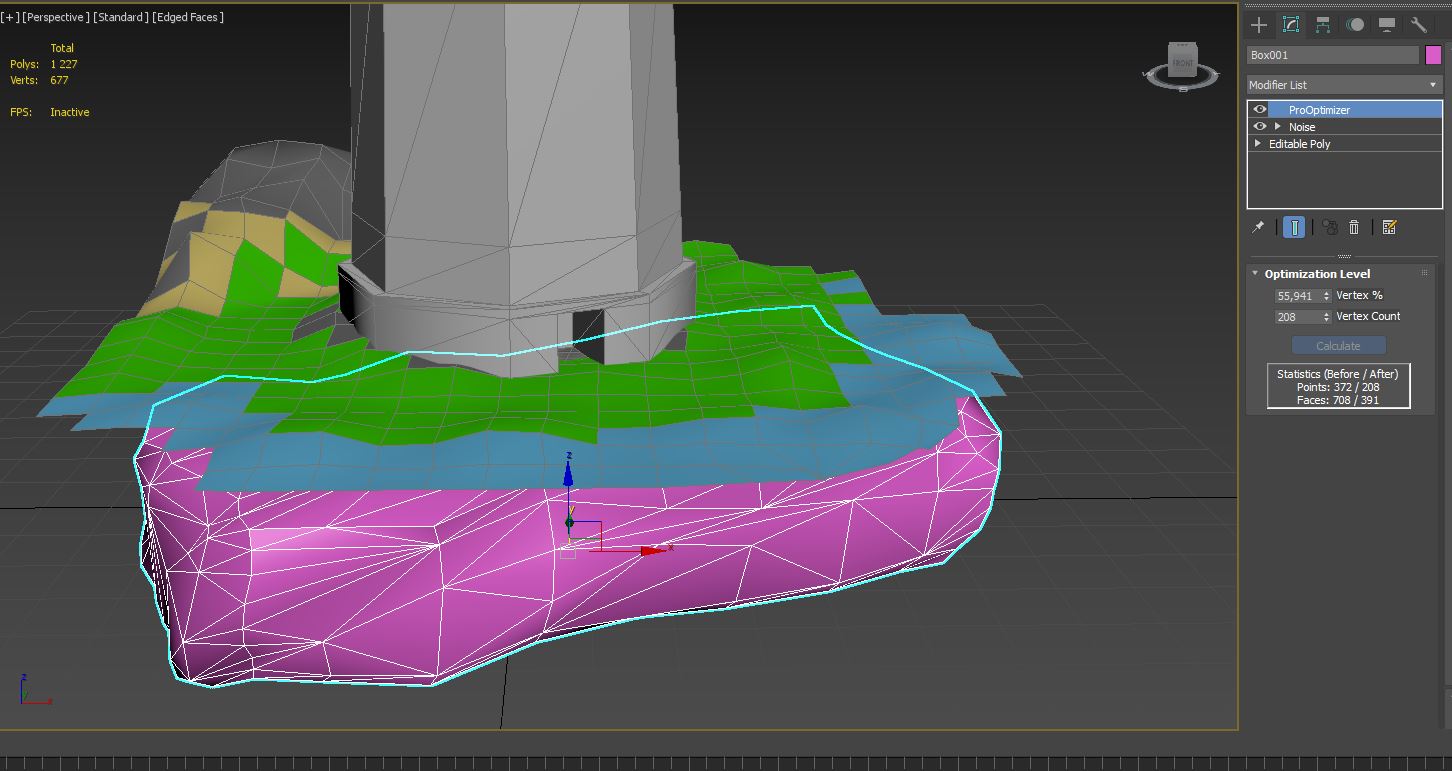 [+] [Perspective ] [Standard ] [Edged Faces ]
Total
Polys: 1 227
Verts: 677
FPS: Inactive
FRONT
z
y
x
z
x
Box001
Modifier List
ProOptimizer
Noise
Editable Poly
Optimization Level
55,941 Vertex %
208 Vertex Count
Calculate
Statistics (Before / After)
Points: 372 / 208
Faces: 708 / 391